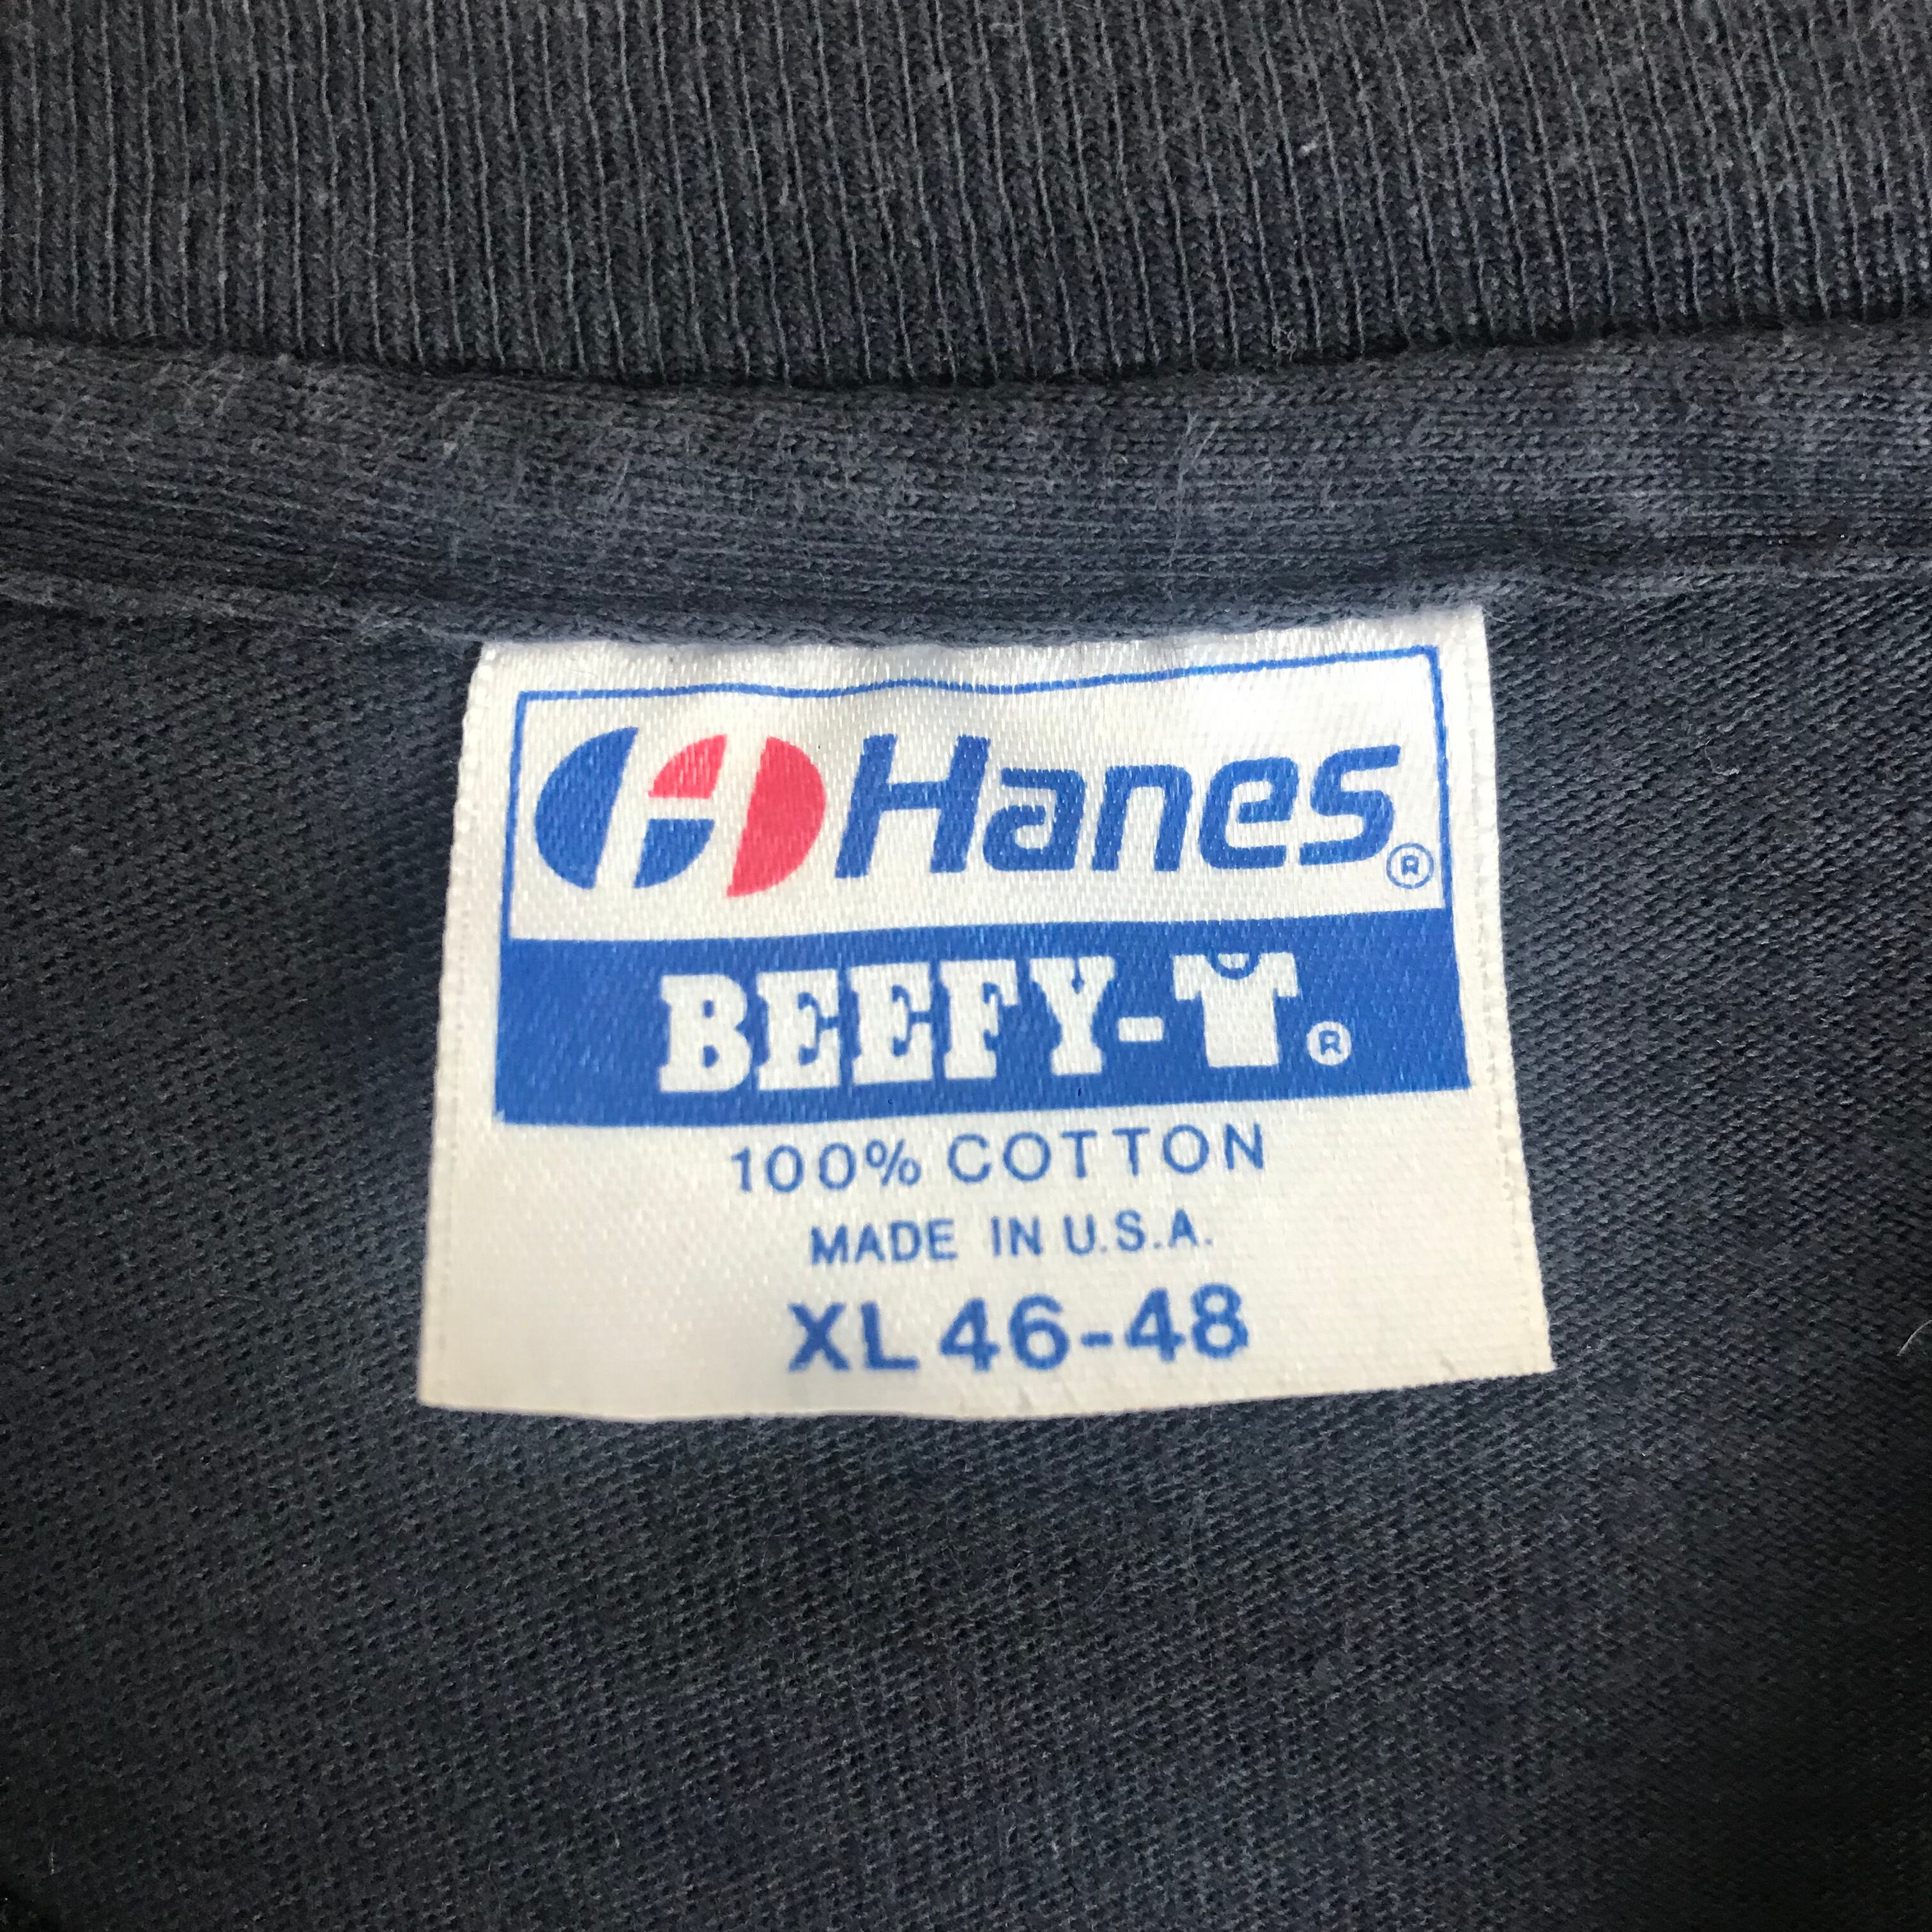 Hanes®
BEEFY-T®
100% COTTON
MADE IN U.S.A.
XL 46-48